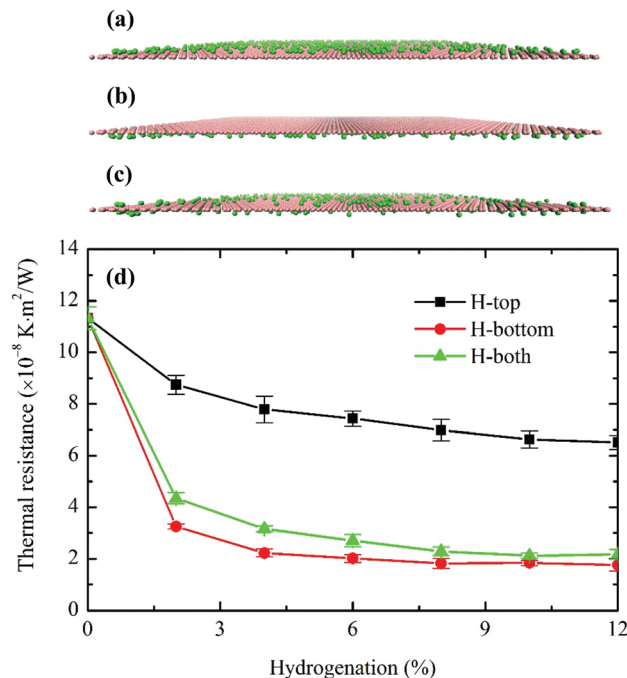 (a)
(b)
(c)
(d)
H-top
H-bottom
H-both
Thermal resistance (×10⁻⁸ K·m²/W)
14
12
10
8
6
4
2
0
0 3 6 9 12
Hydrogenation (%)